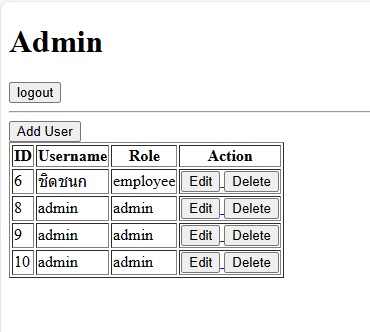 Admin
logout
Add User
ID Username Role Action
6 ชิดชนก employee Edit Delete
8 admin admin Edit Delete
9 admin admin Edit Delete
10 admin admin Edit Delete